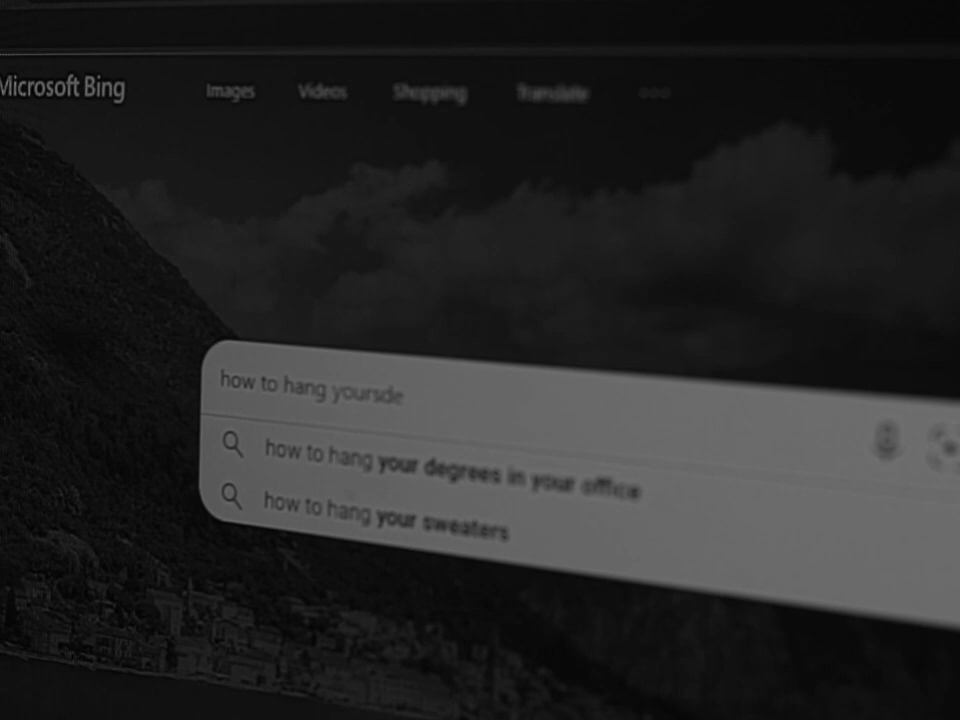 Microsoft Bing Images Videos Shopping Translate
how to hang yoursde
how to hang your degrees in your office
how to hang your sweaters